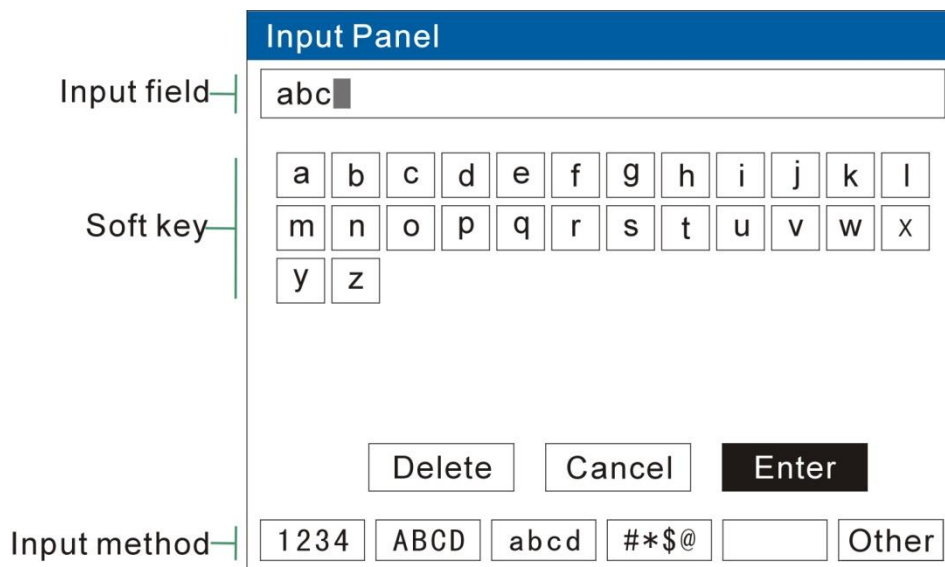 Input Panel
Input field
abc
a b c d e f g h i j k l
Soft key
m n o p q r s t u v w x
y z
Delete Cancel Enter
Input method
1234 ABCD abcd #*$@ Other